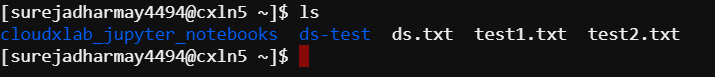 [surejadharmay4494@cxln5 ~]$ ls
cloudxlab_jupyter_notebooks  ds-test  ds.txt  test1.txt  test2.txt
[surejadharmay4494@cxln5 ~]$